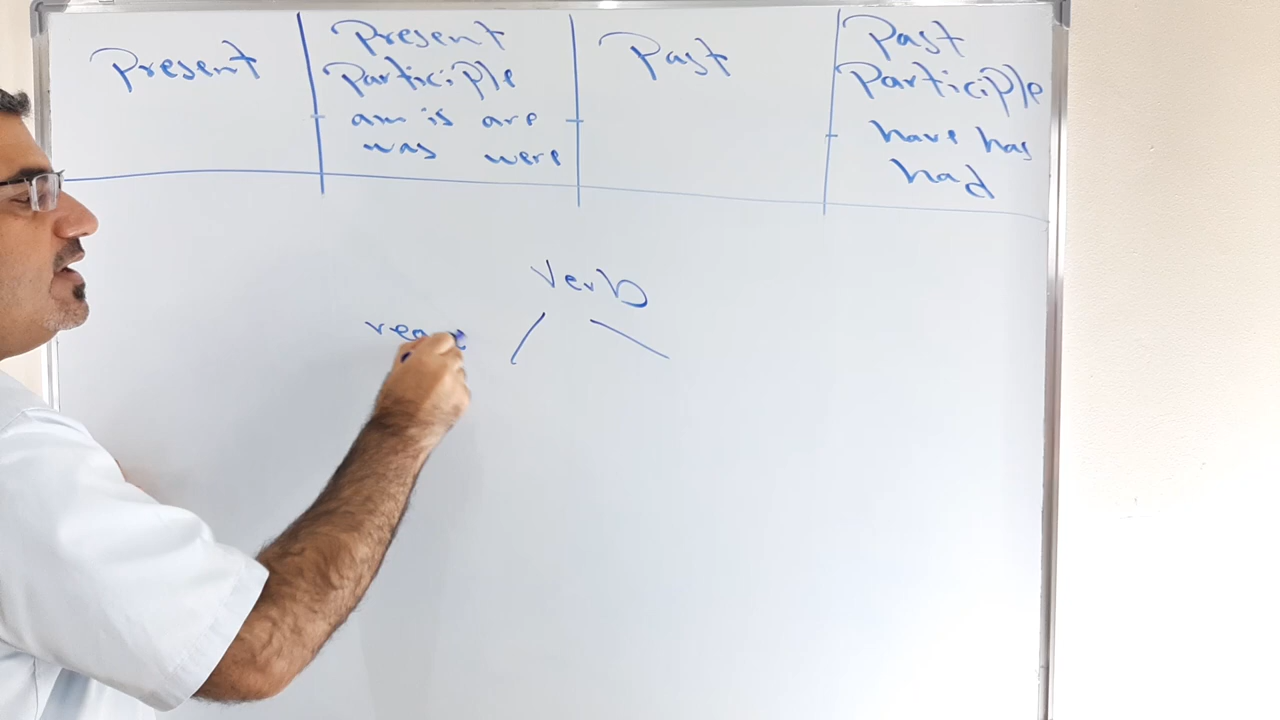 Present
Present
Participle
am is are
was were
Past
Past
Participle
have has
had
Verb